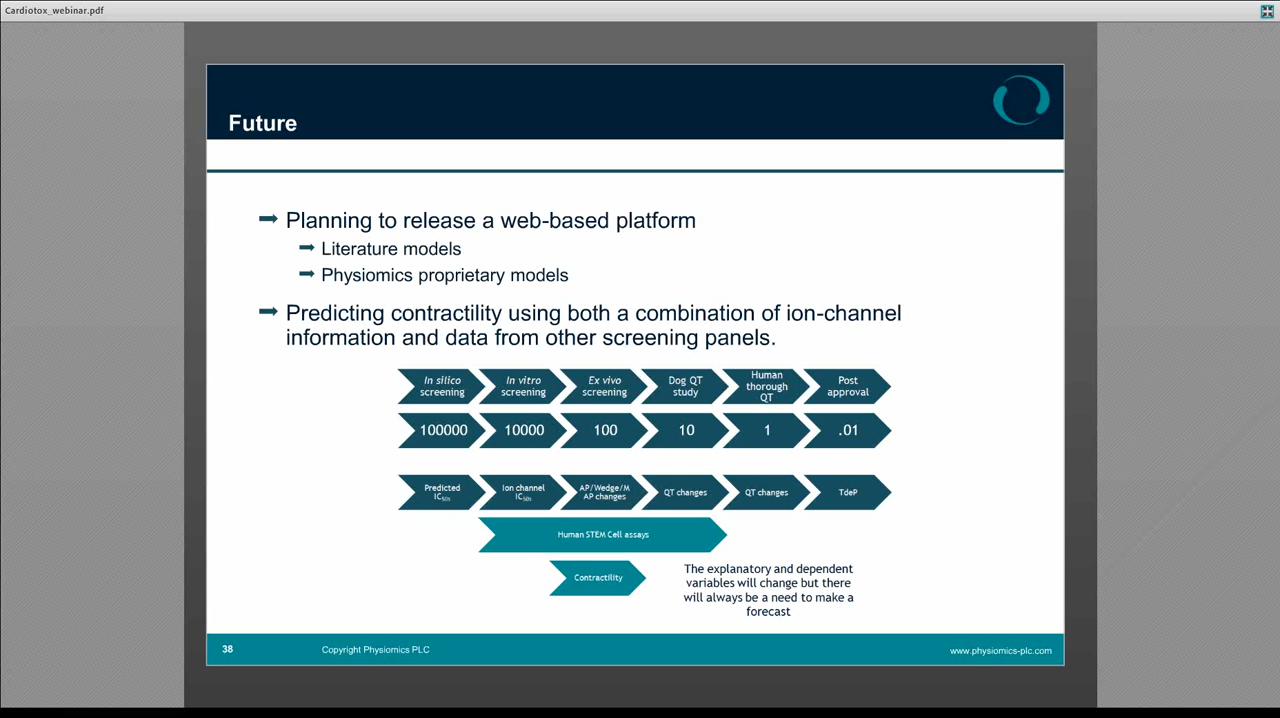 Cardiotox_webinar.pdf
Future
Planning to release a web-based platform
Literature models
Physiomics proprietary models
Predicting contractility using both a combination of ion-channel
information and data from other screening panels.
In silico screening
In vitro screening
Ex vivo screening
Dog QT study
Human thorough QT
Post approval
100000
10000
100
10
1
.01
Predicted IC50s
Ion channel IC50s
AP/Wedge/M AP changes
QT changes
QT changes
TdeP
Human STEM Cell assays
Contractility
The explanatory and dependent
variables will change but there
will always be a need to make a
forecast
38
Copyright Physiomics PLC
www.physiomics-plc.com